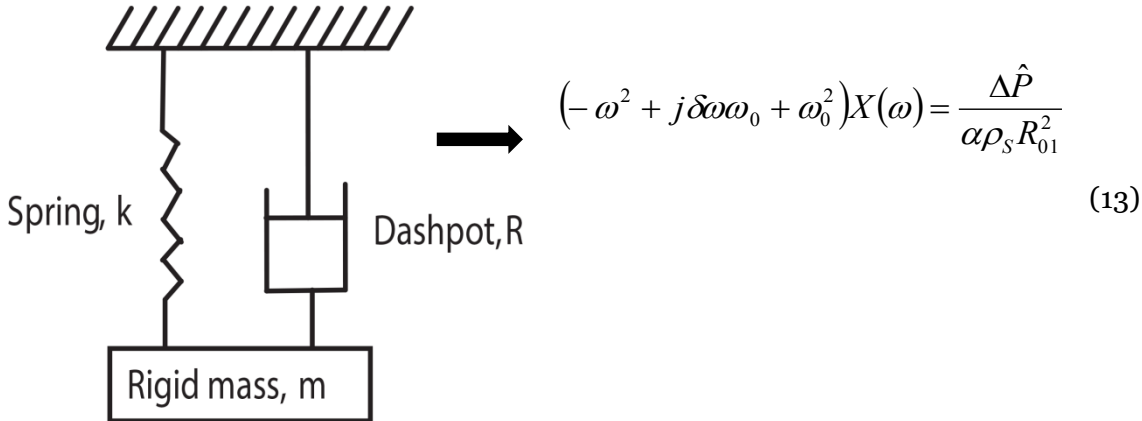 (-ω² + jδωω₀ + ω₀²)X(ω) = ΔP̂ / αρ_S R₀₁²
(13)
Spring, k
Dashpot, R
Rigid mass, m